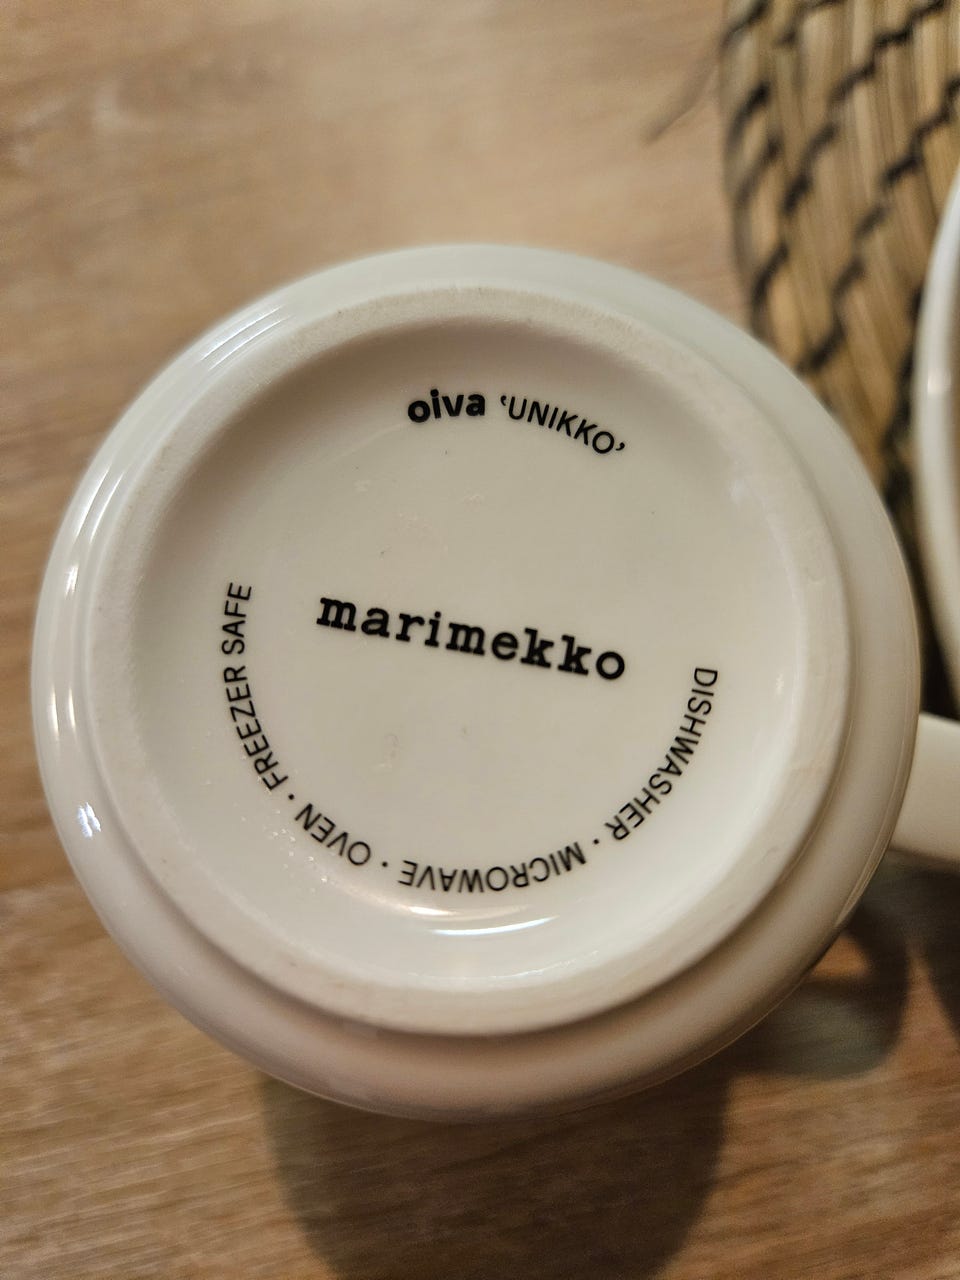 oiva ‘UNIKKO’
marimekko
DISHWASHER · MICROWAVE · OVEN · FREEZER SAFE